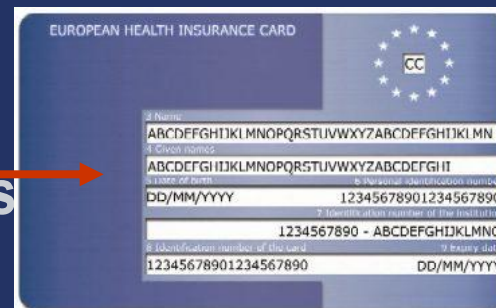 EUROPEAN HEALTH INSURANCE CARD
CC
3 Name
ABCDEFGHIJKLMNOPQRSTUVWXYZABCDEFGHIJKLMN
4 Given names
ABCDEFGHIJKLMNOPQRSTUVWXYZABCDEFGHI
5 Date of birth 6 Personal identification number
DD/MM/YYYY 12345678901234567890
7 Identification number of the institution
1234567890 - ABCDEFGHIJKLMNO
8 Identification number of the card 9 Expiry date
12345678901234567890 DD/MM/YYYY
s